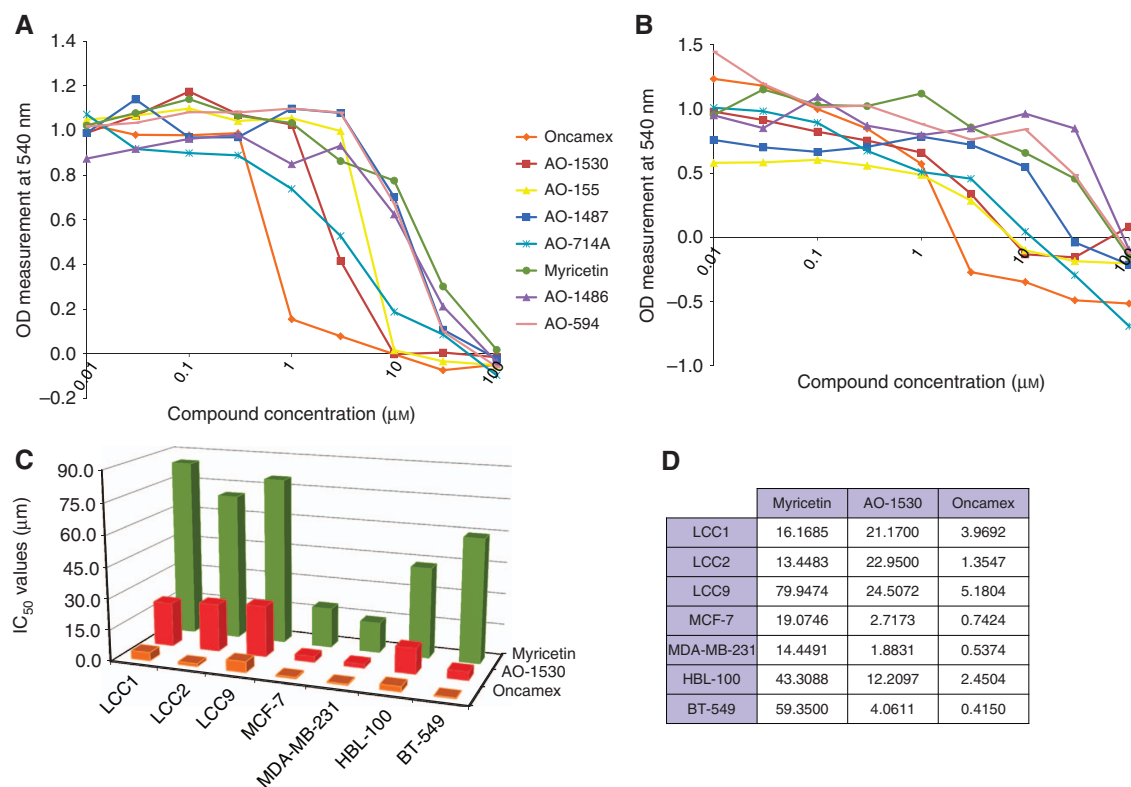 A
1.4
1.2
1.0
0.8
0.6
0.4
0.2
0.0
–0.2
OD measurement at 540 nm
0.01
0.1
1
10
100
Compound concentration (μM)
Oncamex
AO-1530
AO-155
AO-1487
AO-714A
Myricetin
AO-1486
AO-594
B
1.5
1.0
0.5
0.0
–0.5
–1.0
OD measurement at 540 nm
0.01
0.1
1
10
100
Compound concentration (μM)
C
90.0
75.0
60.0
45.0
30.0
15.0
0.0
IC50 values (μm)
LCC1
LCC2
LCC9
MCF-7
MDA-MB-231
HBL-100
BT-549
Myricetin
AO-1530
Oncamex
D
Myricetin AO-1530 Oncamex
LCC1 16.1685 21.1700 3.9692
LCC2 13.4483 22.9500 1.3547
LCC9 79.9474 24.5072 5.1804
MCF-7 19.0746 2.7173 0.7424
MDA-MB-231 14.4491 1.8831 0.5374
HBL-100 43.3088 12.2097 2.4504
BT-549 59.3500 4.0611 0.4150